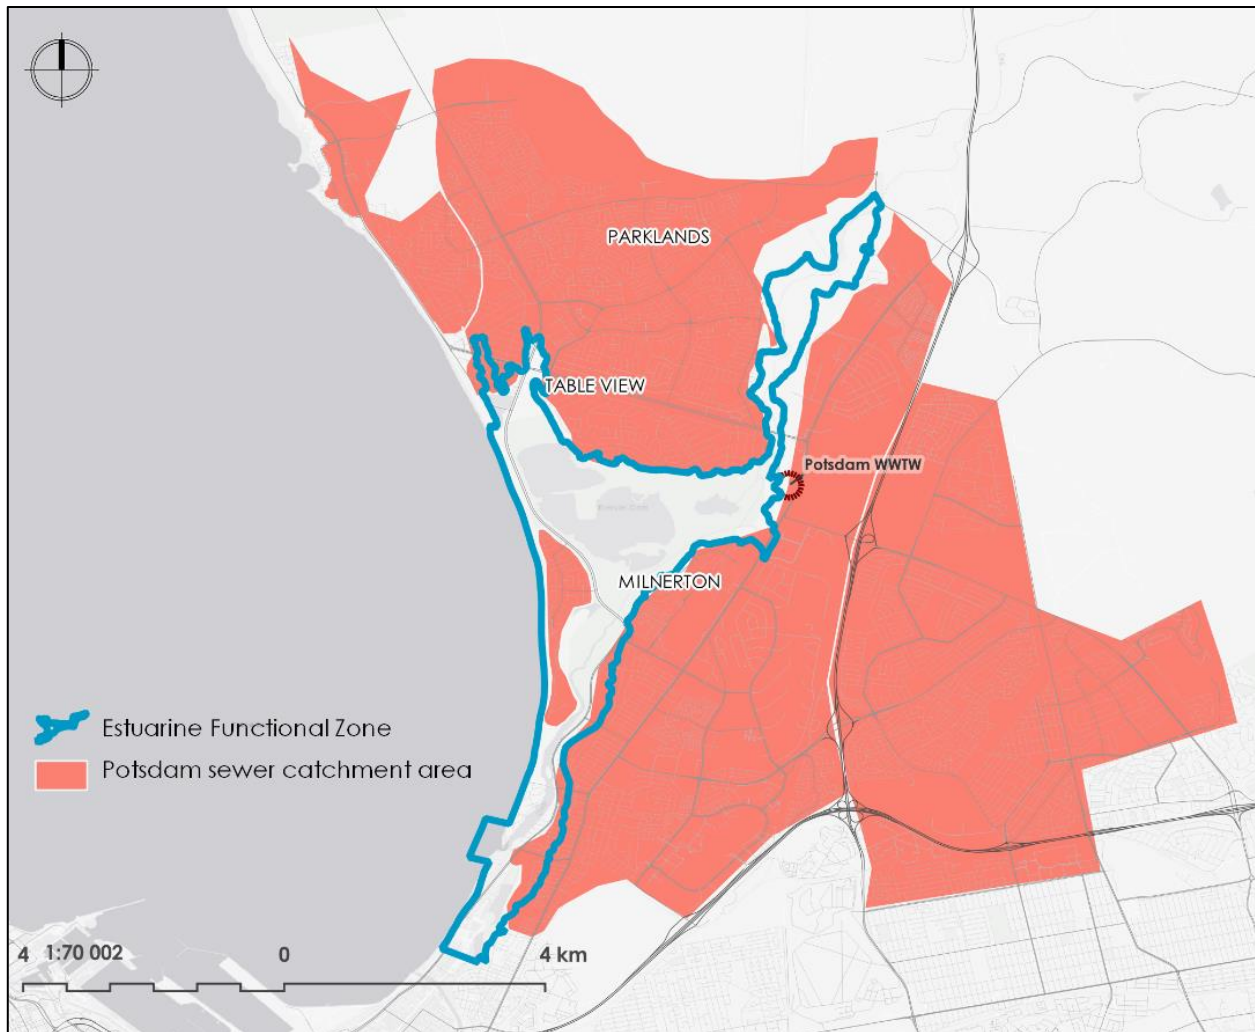 PARKLANDS
TABLE VIEW
Potsdam WWTW
MILNERTON
Estuarine Functional Zone
Potsdam sewer catchment area
4 1:70 002 0 4 km